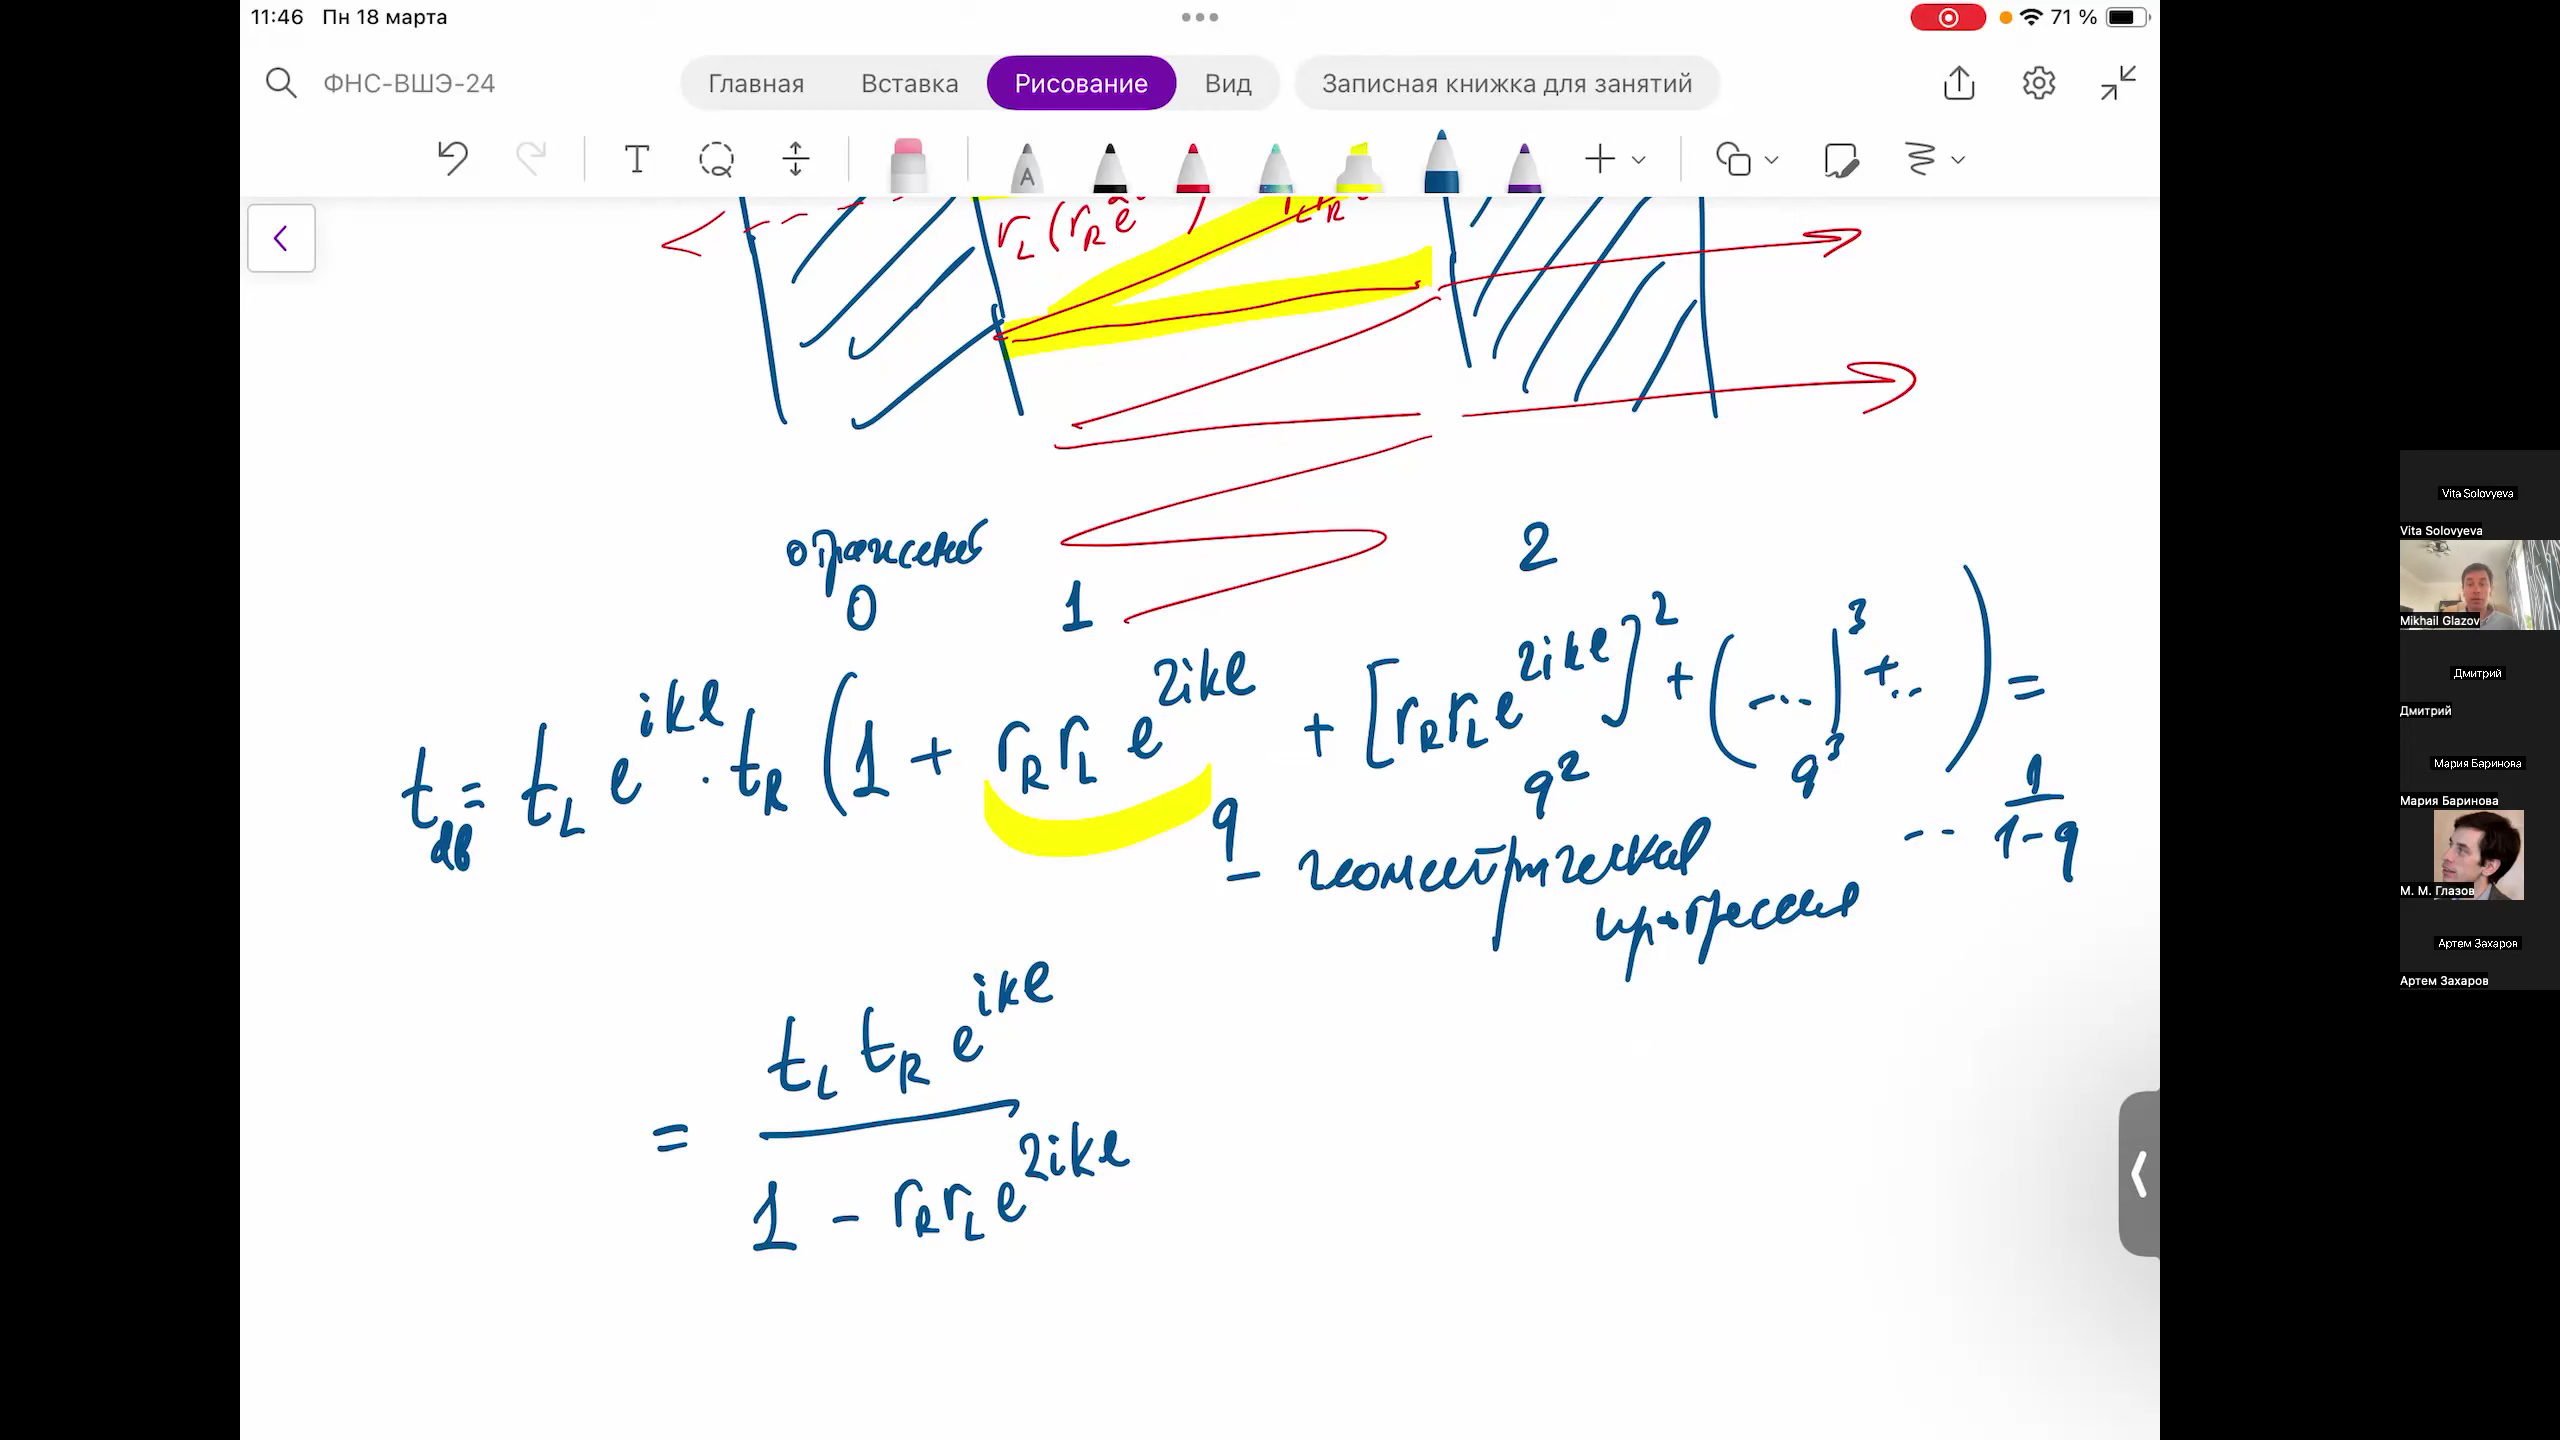 11:46 Пн 18 марта
71 %
ФНС-ВШЭ-24
Главная Вставка Рисование Вид Записная книжка для занятий
T A
r_L (r_R e
отражений
0 1 2
t_дв = t_L e^{ikl} · t_R (1 + r_R r_L e^{2ikl} + [r_R r_L e^{2ikl}]^2 + (...)^3 + ..) =
q q^2 q^3 -- 1/(1-q)
– геометрическая
прогрессия
= t_L t_R e^{ikl} / (1 - r_R r_L e^{2ikl})
Vita Solovyeva
Vita Solovyeva
Mikhail Glazov
Дмитрий
Дмитрий
Мария Баринова
Мария Баринова
М. М. Глазов
Артем Захаров
Артем Захаров